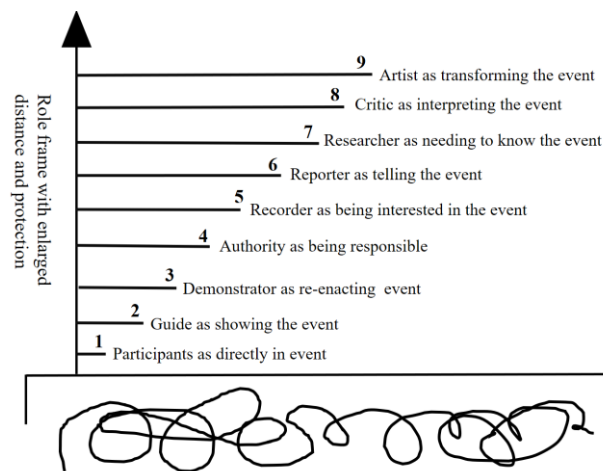 Role frame with enlarged
distance and protection
9
Artist as transforming the event
8
Critic as interpreting the event
7
Researcher as needing to know the event
6
Reporter as telling the event
5
Recorder as being interested in the event
4
Authority as being responsible
3
Demonstrator as re-enacting event
2
Guide as showing the event
1
Participants as directly in event